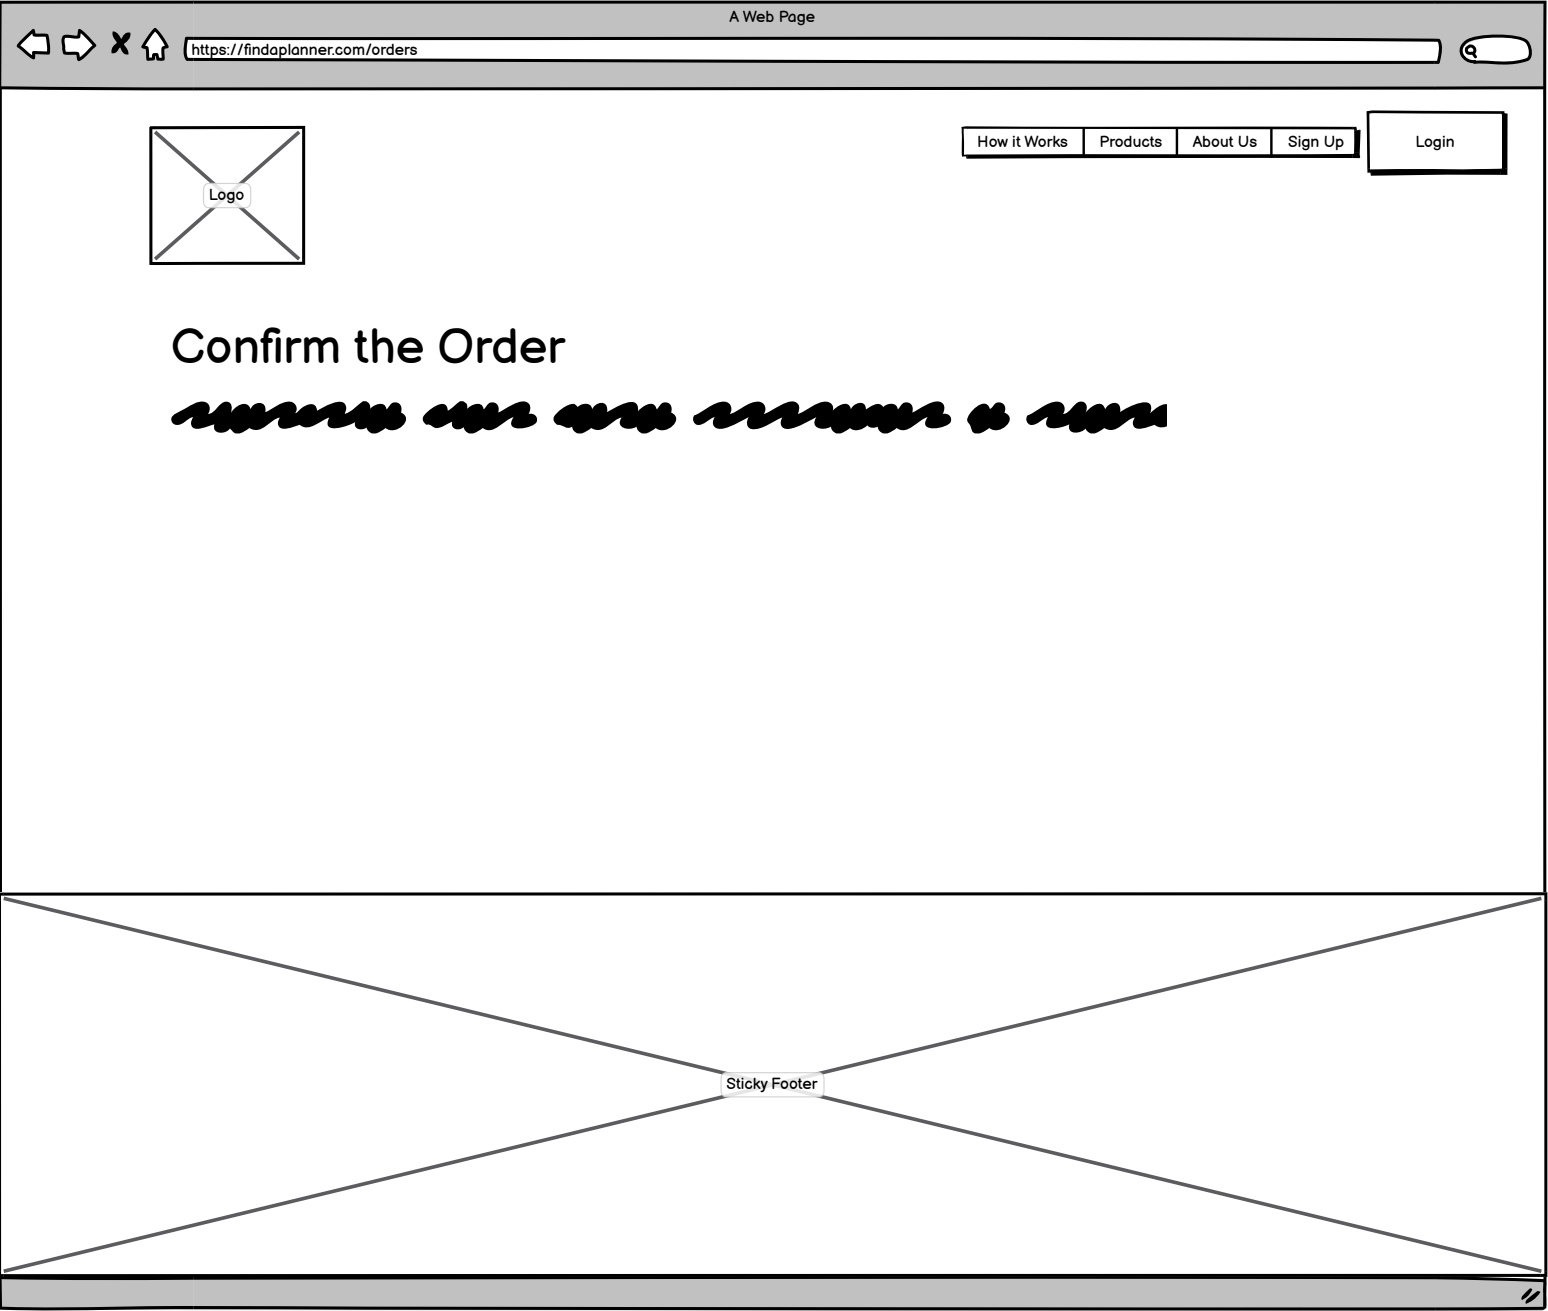 A Web Page
https://findaplanner.com/orders
How it Works Products About Us Sign Up Login
Logo
Confirm the Order
Sticky Footer